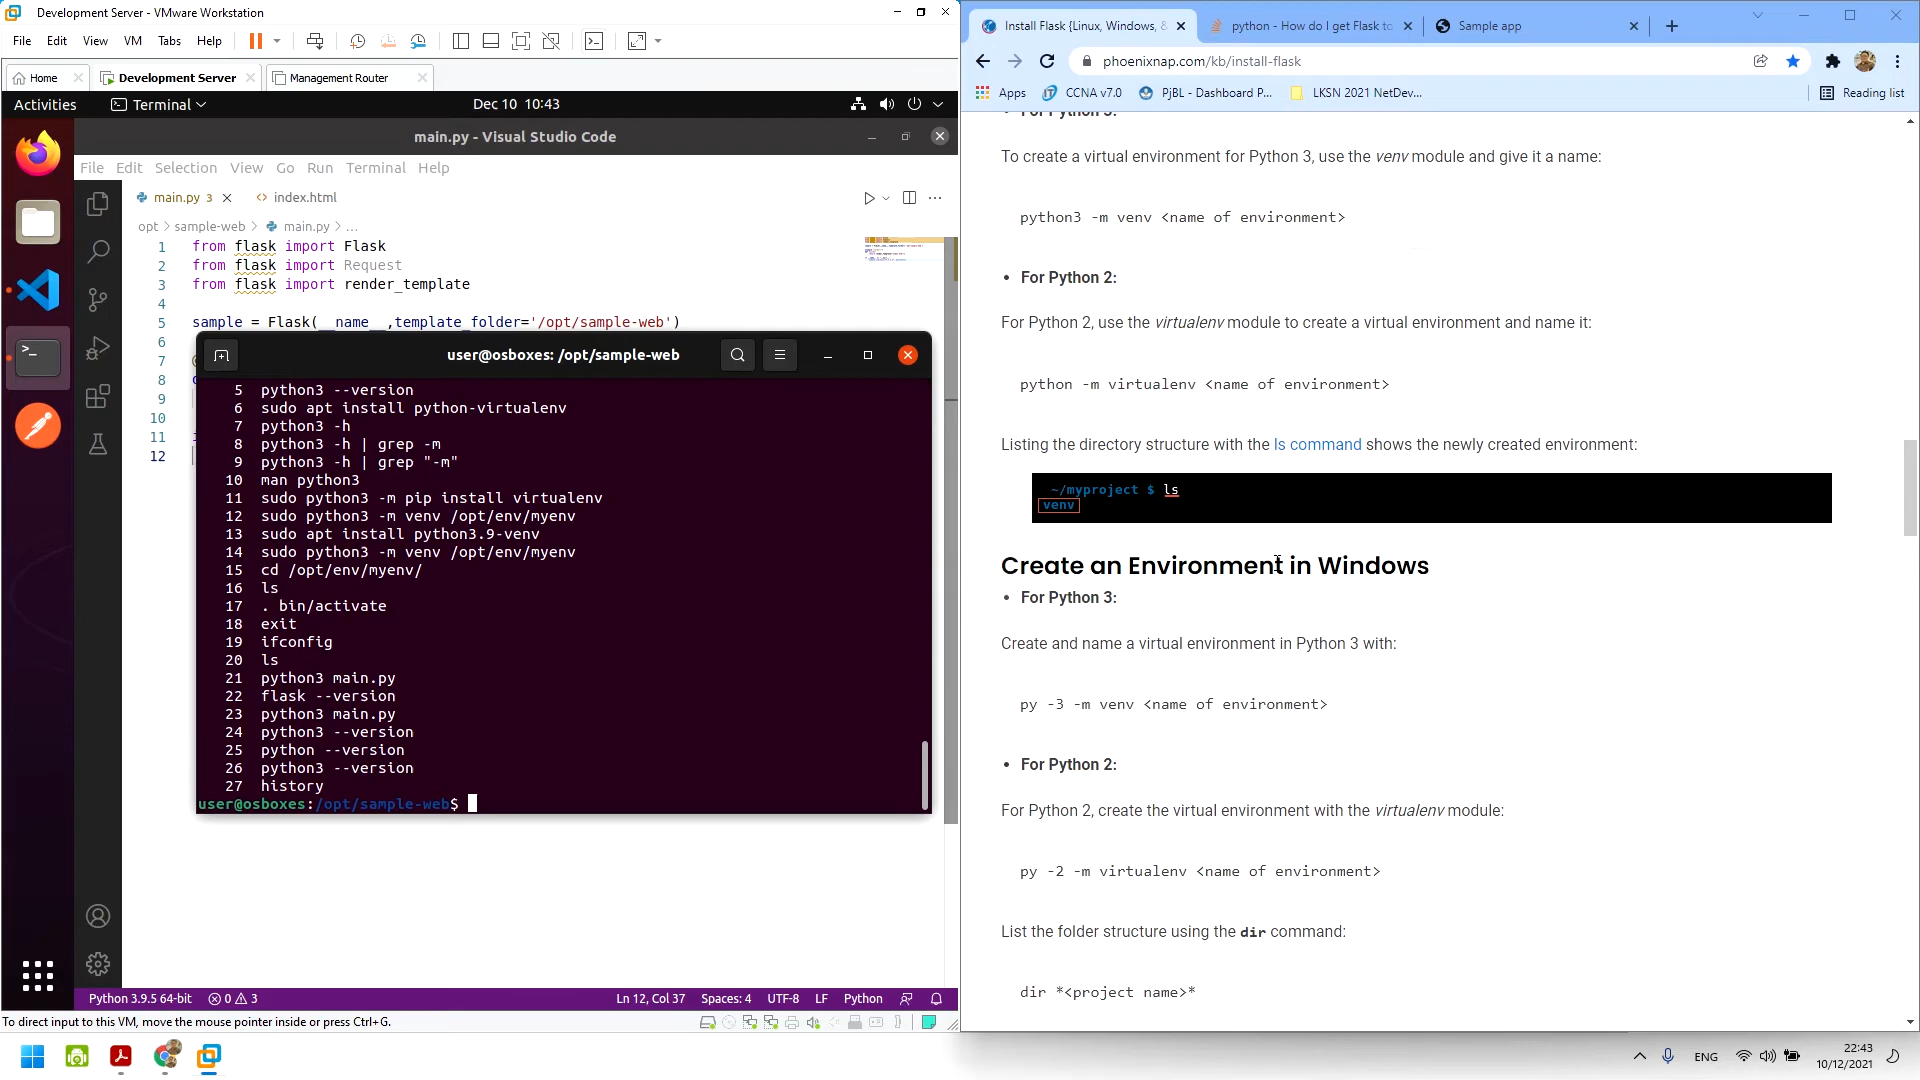 Development Server - VMware Workstation
File Edit View VM Tabs Help
Home
Development Server
Management Router
Activities
Terminal
Dec 10 10:43
main.py - Visual Studio Code
File Edit Selection View Go Run Terminal Help
main.py 3
index.html
opt > sample-web > main.py > ...
1 from flask import Flask
2 from flask import Request
3 from flask import render_template
4
5 sample = Flask(__name__,template_folder='/opt/sample-web')
6
7
8
9
10
11
12
user@osboxes: /opt/sample-web
5 python3 --version
6 sudo apt install python-virtualenv
7 python3 -h
8 python3 -h | grep -m
9 python3 -h | grep "-m"
10 man python3
11 sudo python3 -m pip install virtualenv
12 sudo python3 -m venv /opt/env/myenv
13 sudo apt install python3.9-venv
14 sudo python3 -m venv /opt/env/myenv
15 cd /opt/env/myenv/
16 ls
17 . bin/activate
18 exit
19 ifconfig
20 ls
21 python3 main.py
22 flask --version
23 python3 main.py
24 python3 --version
25 python --version
26 python3 --version
27 history
user@osboxes:/opt/sample-web$
Python 3.9.5 64-bit 0 3
Ln 12, Col 37 Spaces: 4 UTF-8 LF Python
To direct input to this VM, move the mouse pointer inside or press Ctrl+G.
Install Flask {Linux, Windows, &
python - How do I get Flask to
Sample app
phoenixnap.com/kb/install-flask
Apps
CCNA v7.0
PjBL - Dashboard P...
LKSN 2021 NetDev...
Reading list
For Python 3:
To create a virtual environment for Python 3, use the venv module and give it a name:
python3 -m venv <name of environment>
• For Python 2:
For Python 2, use the virtualenv module to create a virtual environment and name it:
python -m virtualenv <name of environment>
Listing the directory structure with the ls command shows the newly created environment:
~/myproject $ ls
venv
Create an Environment in Windows
• For Python 3:
Create and name a virtual environment in Python 3 with:
py -3 -m venv <name of environment>
• For Python 2:
For Python 2, create the virtual environment with the virtualenv module:
py -2 -m virtualenv <name of environment>
List the folder structure using the dir command:
dir *<project name>*
ENG
22:43
10/12/2021